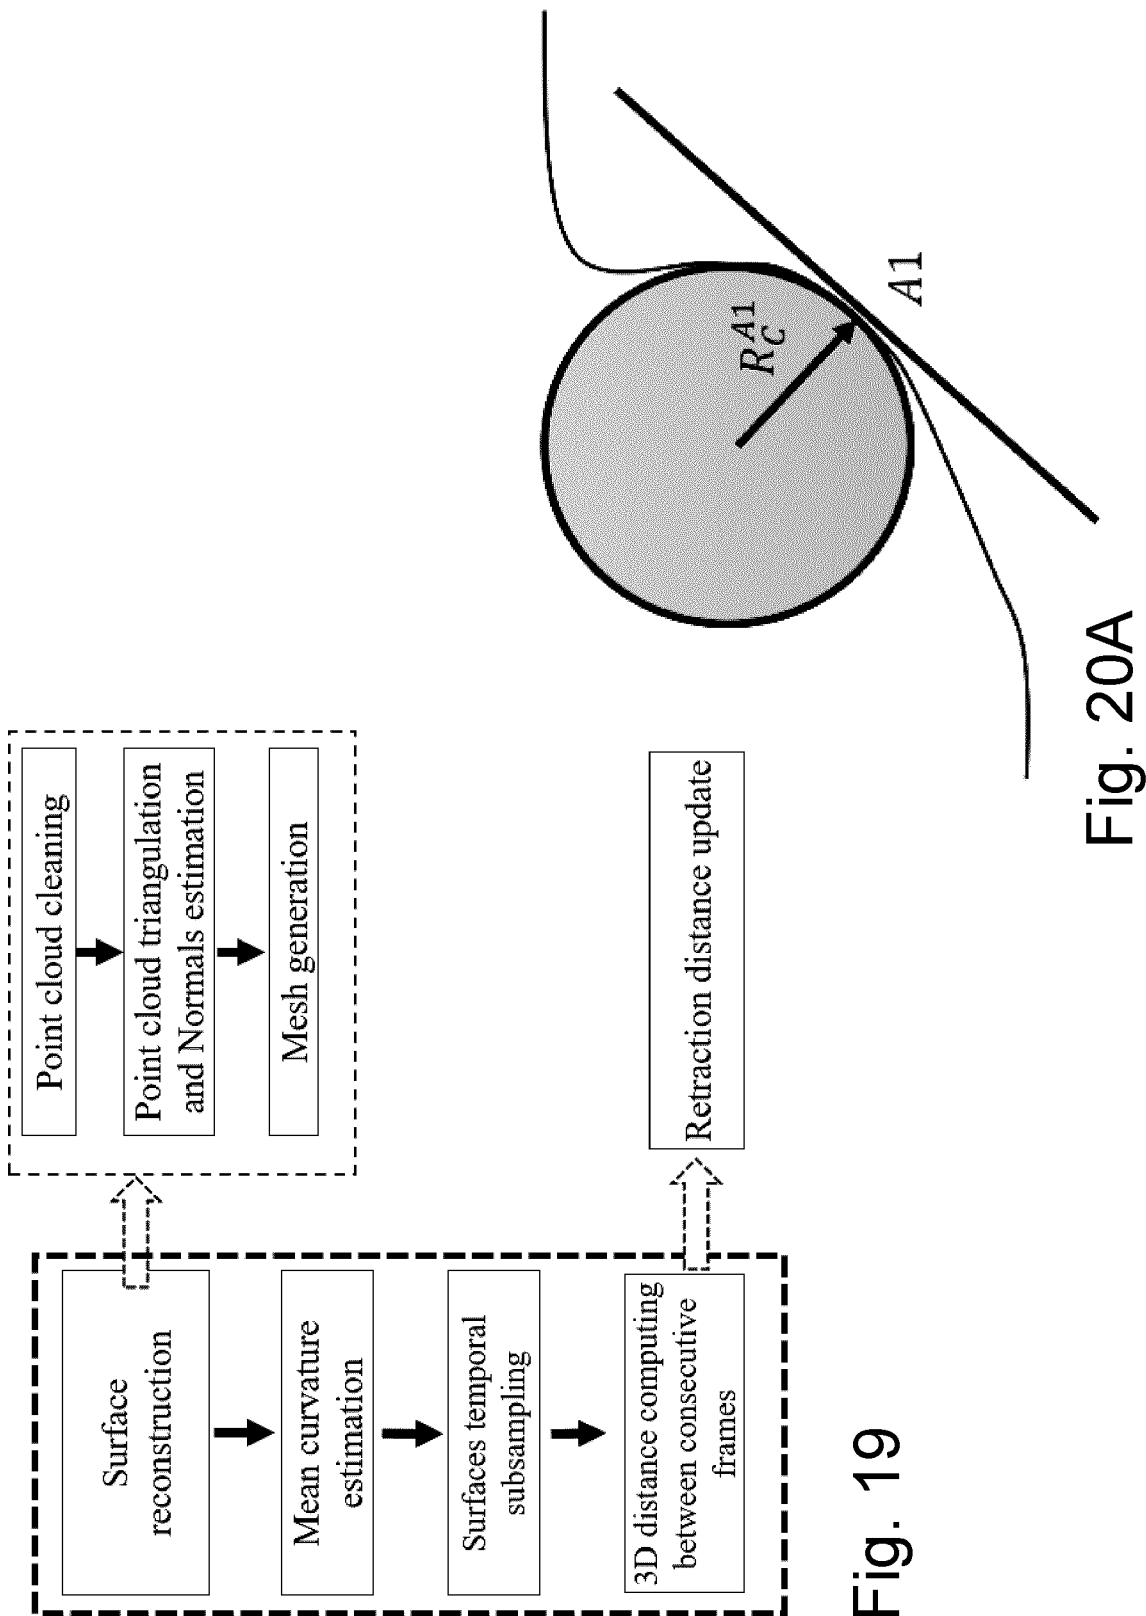 Surface
reconstruction
Mean curvature
estimation
Surfaces temporal
subsampling
3D distance computing
between consecutive
frames
Point cloud cleaning
Point cloud triangulation
and Normals estimation
Mesh generation
Retraction distance update
Fig. 19
R_C^{A1}
A1
Fig. 20A